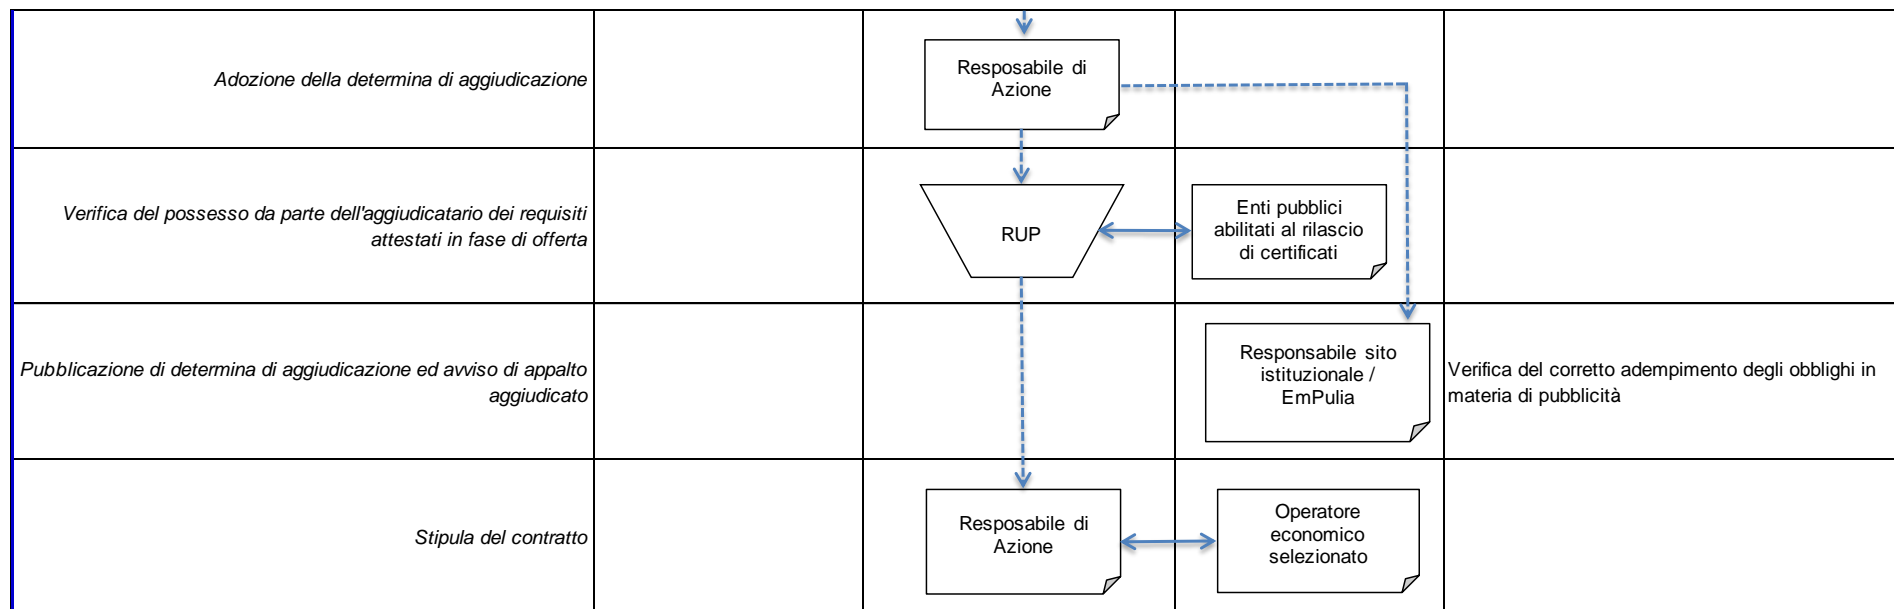 Adozione della determina di aggiudicazione
Resposabile di
Azione
Verifica del possesso da parte dell'aggiudicatario dei requisiti
attestati in fase di offerta
RUP
Enti pubblici
abilitati al rilascio
di certificati
Pubblicazione di determina di aggiudicazione ed avviso di appalto
aggiudicato
Responsabile sito
istituzionale /
EmPulia
Verifica del corretto adempimento degli obblighi in
materia di pubblicità
Stipula del contratto
Resposabile di
Azione
Operatore
economico
selezionato